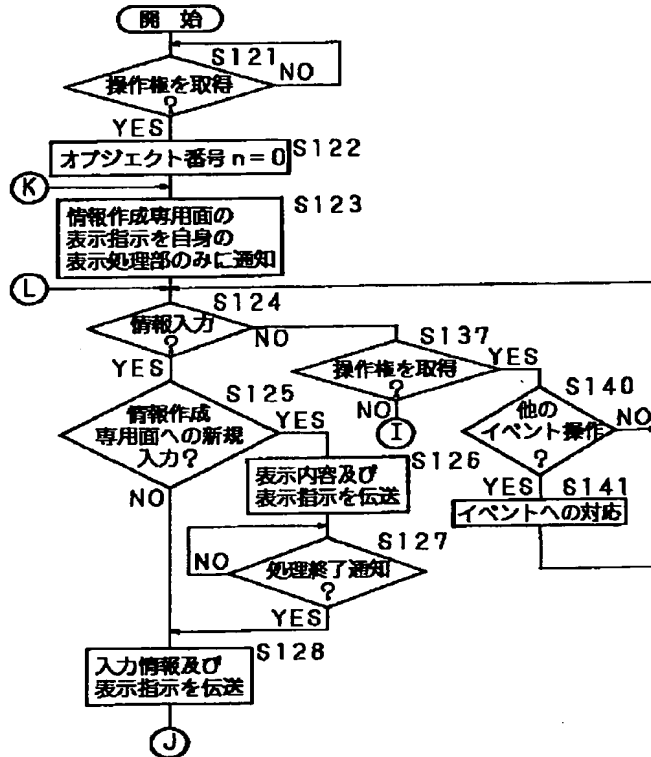 開 始
S121
操作権を取得
?
NO
YES
S122
オブジェクト番号 n=0
K
S123
情報作成専用面の
表示指示を自身の
表示処理部のみに通知
L
S124
情報入力
?
NO
YES
S137
操作権を取得
?
YES
NO
I
S140
他の
イベント操作
?
NO
YES
S141
イベントへの対応
S125
情報作成
専用面への新規
入力?
YES
NO
S126
表示内容及び
表示指示を伝送
S127
NO
処理終了通知
?
YES
S128
入力情報及び
表示指示を伝送
J